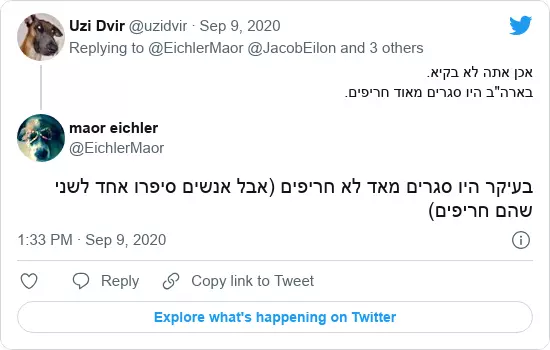 Uzi Dvir @uzidvir · Sep 9, 2020
Replying to @EichlerMaor @JacobEilon and 3 others
אכן אתה לא בקיא.
בארה"ב היו סגרים מאוד חריפים.
maor eichler
@EichlerMaor
בעיקר היו סגרים מאד לא חריפים (אבל אנשים סיפרו אחד לשני
שהם חריפים)
1:33 PM · Sep 9, 2020
Reply
Copy link to Tweet
Explore what's happening on Twitter